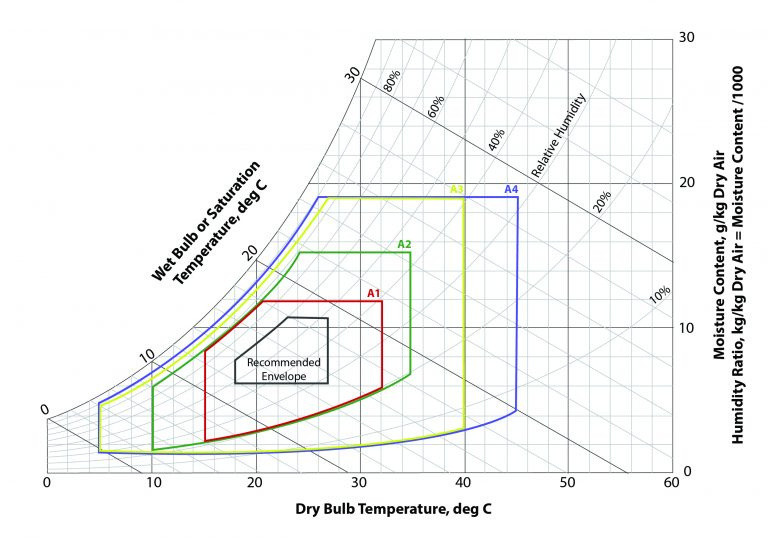 30
30
80%
60%
40%
Relative Humidity
20%
10%
Wet Bulb or Saturation
Temperature, deg C
20
10
0
A3
A4
A2
A1
Recommended
Envelope
20
10
0
Moisture Content, g/kg Dry Air
Humidity Ratio, kg/kg Dry Air = Moisture Content /1000
0
10
20
30
40
50
60
Dry Bulb Temperature, deg C